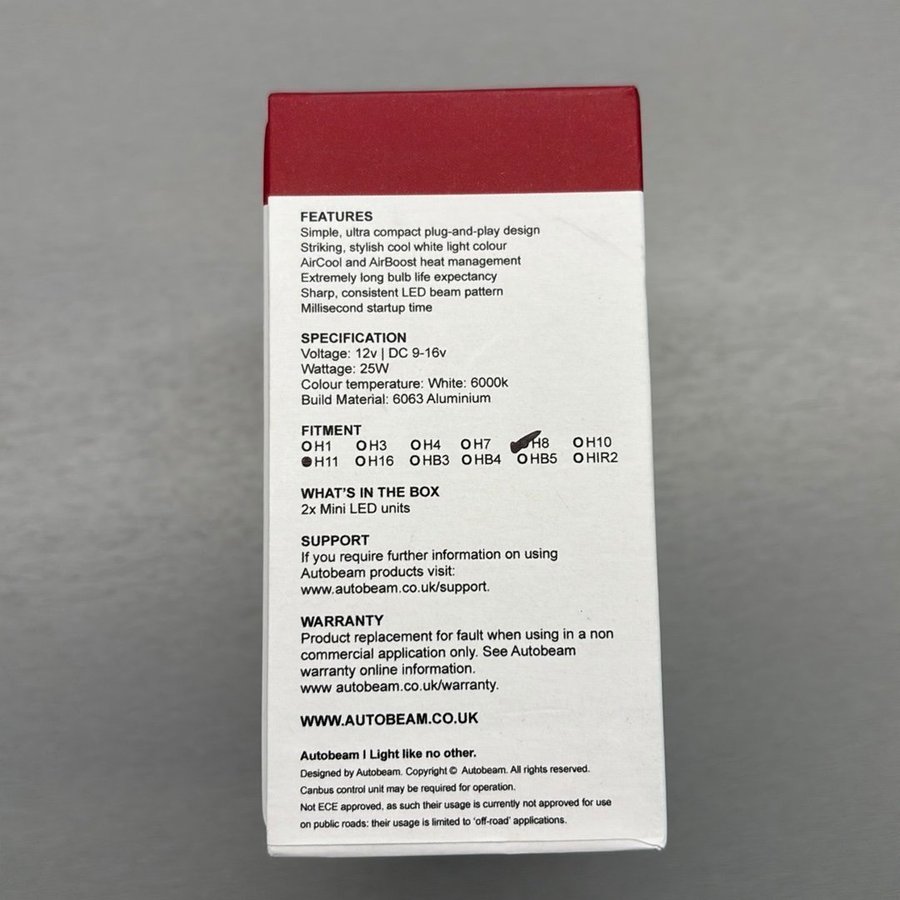 FEATURES
Simple, ultra compact plug-and-play design
Striking, stylish cool white light colour
AirCool and AirBoost heat management
Extremely long bulb life expectancy
Sharp, consistent LED beam pattern
Millisecond startup time
SPECIFICATION
Voltage: 12v | DC 9-16v
Wattage: 25W
Colour temperature: White: 6000k
Build Material: 6063 Aluminium
FITMENT
H1 H3 H4 H7 H8 H10
H11 H16 HB3 HB4 HB5 HIR2
WHAT'S IN THE BOX
2x Mini LED units
SUPPORT
If you require further information on using
Autobeam products visit:
www.autobeam.co.uk/support.
WARRANTY
Product replacement for fault when using in a non
commercial application only. See Autobeam
warranty online information.
www autobeam.co.uk/warranty.
WWW.AUTOBEAM.CO.UK
Autobeam I Light like no other.
Designed by Autobeam. Copyright © Autobeam. All rights reserved.
Canbus control unit may be required for operation.
Not ECE approved, as such their usage is currently not approved for use
on public roads: their usage is limited to 'off-road' applications.